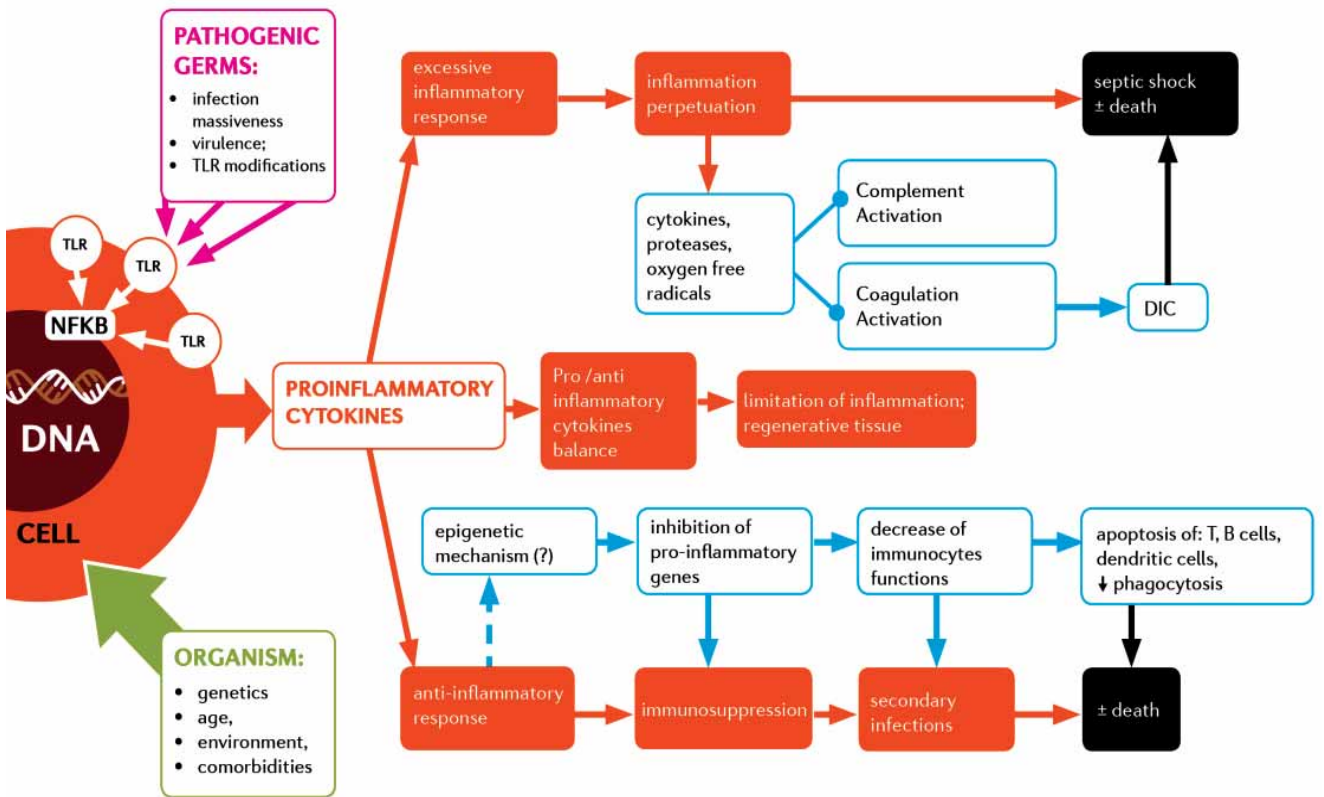 PATHOGENIC
GERMS:
• infection
massiveness
• virulence;
• TLR modifications
TLR
TLR
TLR
NFKB
DNA
CELL
ORGANISM:
• genetics
• age,
• environment,
• comorbidities
PROINFLAMMATORY
CYTOKINES
excessive
inflammatory
response
inflammation
perpetuation
septic shock
± death
cytokines,
proteases,
oxygen free
radicals
Complement
Activation
Coagulation
Activation
DIC
Pro /anti
inflammatory
cytokines
balance
limitation of inflammation;
regenerative tissue
epigenetic
mechanism (?)
inhibition of
pro-inflammatory
genes
decrease of
immunocytes
functions
apoptosis of: T, B cells,
dendritic cells,
↓ phagocytosis
anti-inflammatory
response
immunosuppression
secondary
infections
± death